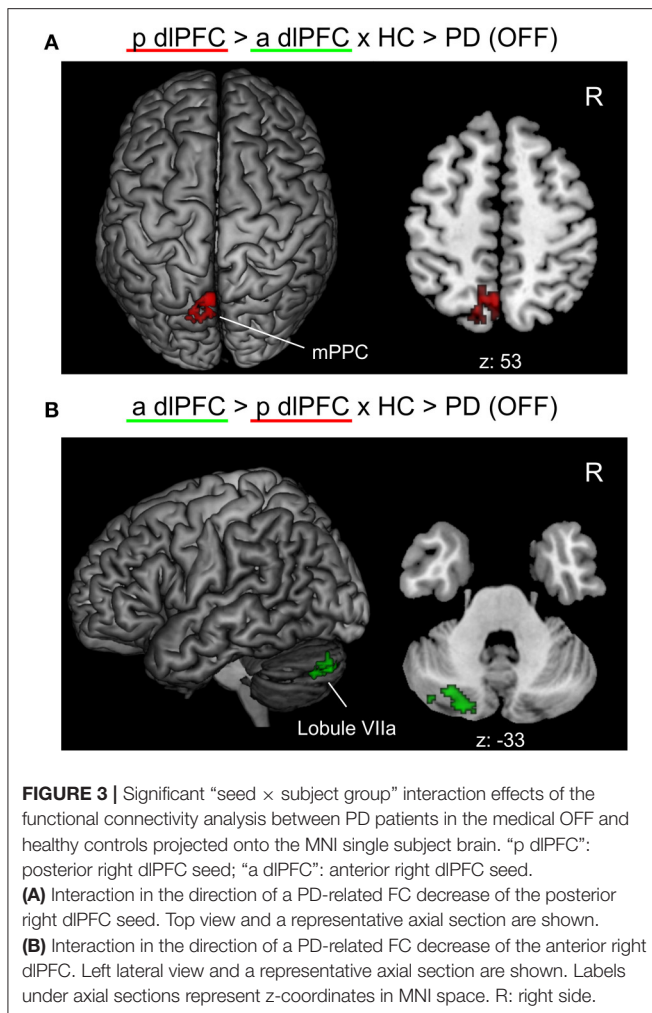 A
p dlPFC > a dlPFC x HC > PD (OFF)
R
mPPC
z: 53
B
a dlPFC > p dlPFC x HC > PD (OFF)
R
Lobule VIIa
z: -33
FIGURE 3 | Significant “seed × subject group” interaction effects of the
functional connectivity analysis between PD patients in the medical OFF and
healthy controls projected onto the MNI single subject brain. “p dlPFC”:
posterior right dlPFC seed; “a dlPFC”: anterior right dlPFC seed.
(A) Interaction in the direction of a PD-related FC decrease of the posterior
right dlPFC seed. Top view and a representative axial section are shown.
(B) Interaction in the direction of a PD-related FC decrease of the anterior right
dlPFC. Left lateral view and a representative axial section are shown. Labels
under axial sections represent z-coordinates in MNI space. R: right side.